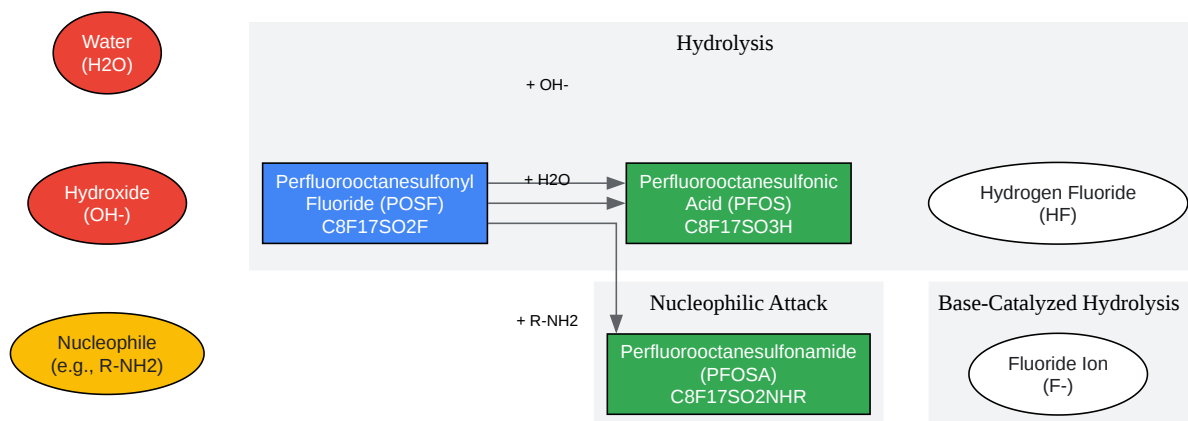 Water
(H2O)
Hydrolysis
+ OH-
Hydroxide
(OH-)
Perfluorooctanesulfonyl
Fluoride (POSF)
C8F17SO2F
+ H2O
Perfluorooctanesulfonic
Acid (PFOS)
C8F17SO3H
Hydrogen Fluoride
(HF)
Nucleophile
(e.g., R-NH2)
+ R-NH2
Nucleophilic Attack
Perfluorooctanesulfonamide
(PFOSA)
C8F17SO2NHR
Base-Catalyzed Hydrolysis
Fluoride Ion
(F-)